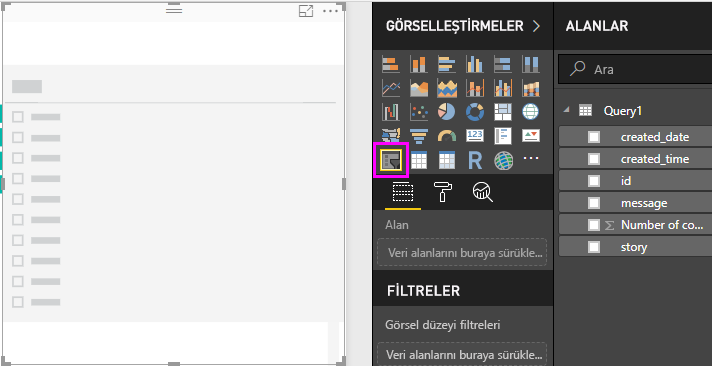 GÖRSELLEŞTİRMELER
ALANLAR
Ara
123
R
Query1
created_date
created_time
id
message
Σ Number of co...
story
Alan
Veri alanlarını buraya sürükle...
FİLTRELER
Görsel düzeyi filtreleri
Veri alanlarını buraya sürükle...